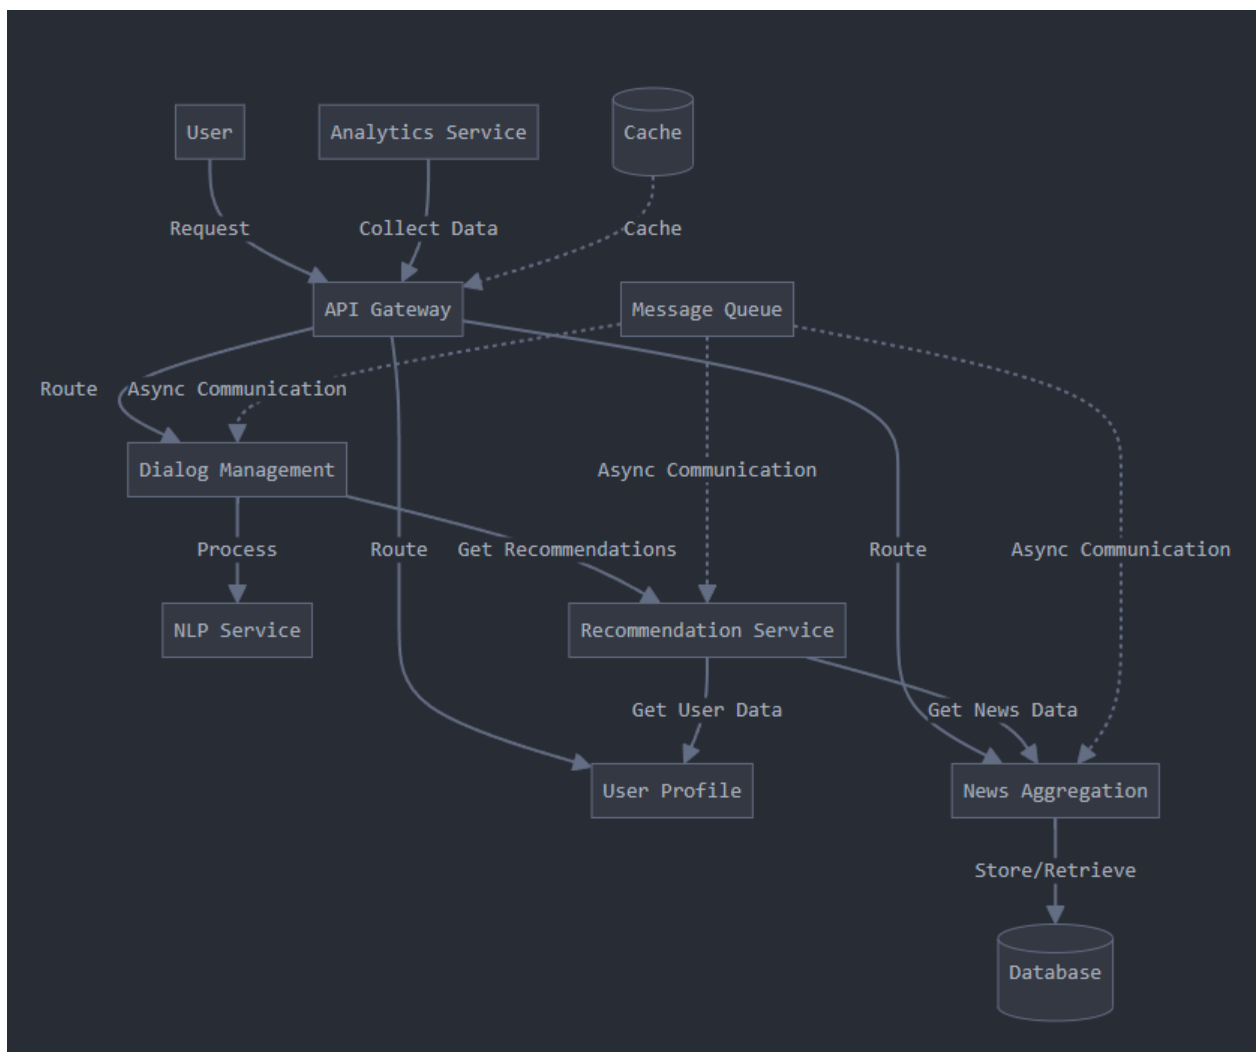 User
Analytics Service
Cache
Request
Collect Data
Cache
API Gateway
Message Queue
Route
Async Communication
Dialog Management
Async Communication
Process
Route
Get Recommendations
Route
Async Communication
NLP Service
Recommendation Service
Get User Data
Get News Data
User Profile
News Aggregation
Store/Retrieve
Database